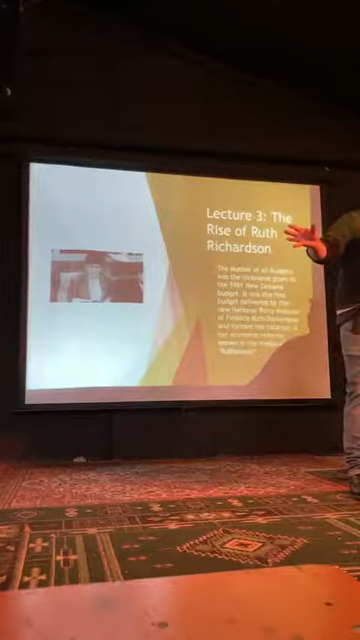 Lecture 3: The
Rise of Ruth
Richardson
The Mother of all Budgets
was the nickname given to
the 1991 New Zealand
budget. It was the first
budget delivered by the
new National Party Minister
of Finance Ruth Richardson
and formed the catalyst of
her economic reforms
known in the media as
"Ruthanasia"